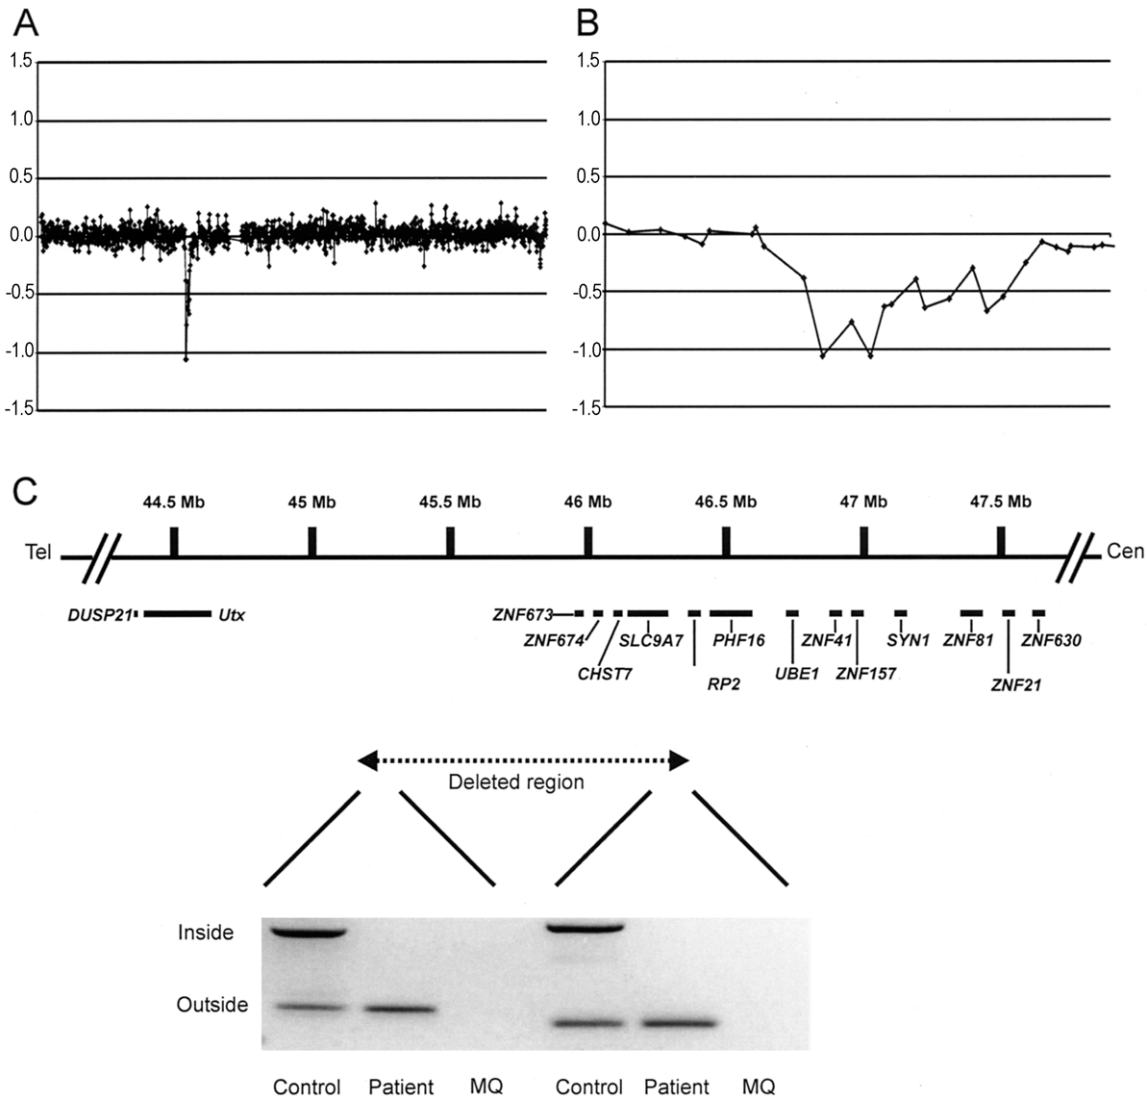 A
B
1.5
1.0
0.5
0.0
-0.5
-1.0
-1.5
1.5
1.0
0.5
0.0
-0.5
-1.0
-1.5
C
44.5 Mb 45 Mb 45.5 Mb 46 Mb 46.5 Mb 47 Mb 47.5 Mb
Tel Cen
DUSP21 Utx ZNF673
ZNF674 SLC9A7 PHF16 ZNF41 SYN1 ZNF81 ZNF630
CHST7 RP2 UBE1 ZNF157 ZNF21
Deleted region
Inside
Outside
Control Patient MQ Control Patient MQ